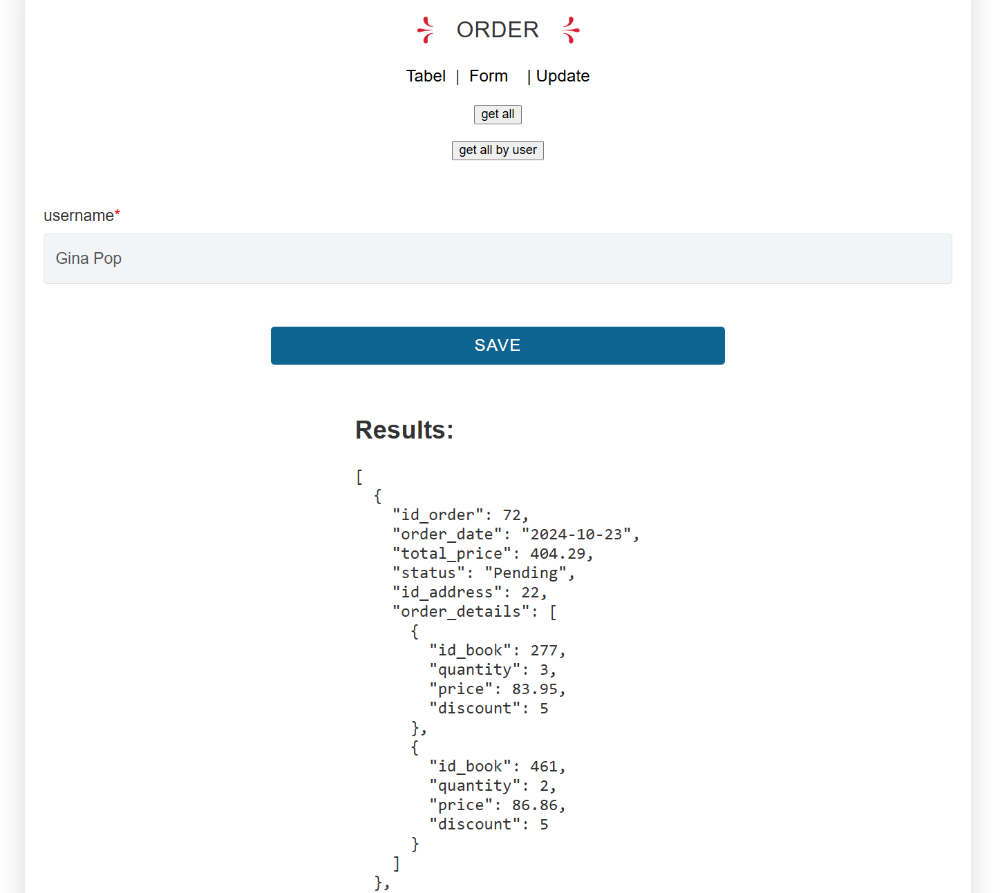 ORDER
Tabel | Form | Update
get all
get all by user
username*
Gina Pop
SAVE
Results:
[
{
"id_order": 72,
"order_date": "2024-10-23",
"total_price": 404.29,
"status": "Pending",
"id_address": 22,
"order_details": [
{
"id_book": 277,
"quantity": 3,
"price": 83.95,
"discount": 5
},
{
"id_book": 461,
"quantity": 2,
"price": 86.86,
"discount": 5
}
]
},